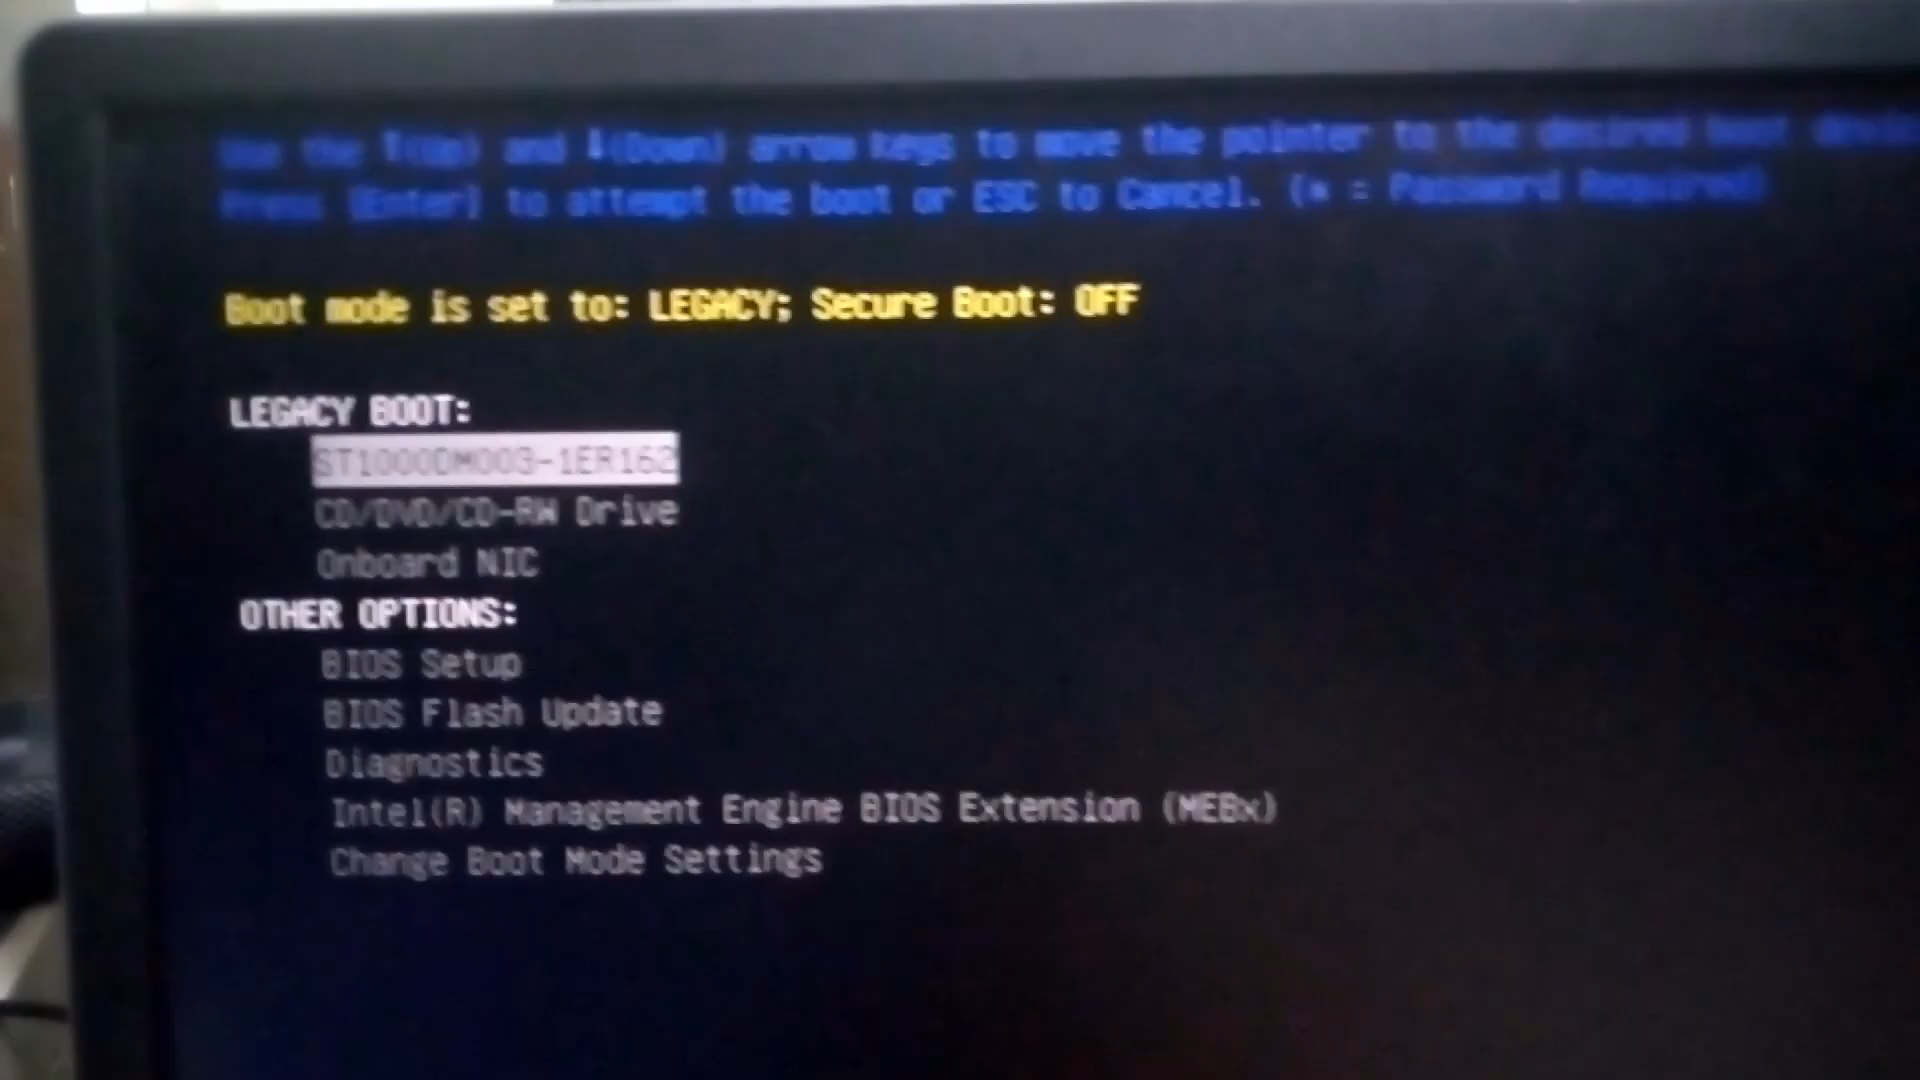 Use the ↑(Up) and ↓(Down) arrow keys to move the pointer to the desired boot
Press [Enter] to attempt the boot or ESC to Cancel. (* = Password Required)
Boot mode is set to: LEGACY; Secure Boot: OFF
LEGACY BOOT:
ST1000DM003-1ER162
CD/DVD/CD-RW Drive
Onboard NIC
OTHER OPTIONS:
BIOS Setup
BIOS Flash Update
Diagnostics
Intel(R) Management Engine BIOS Extension (MEBx)
Change Boot Mode Settings